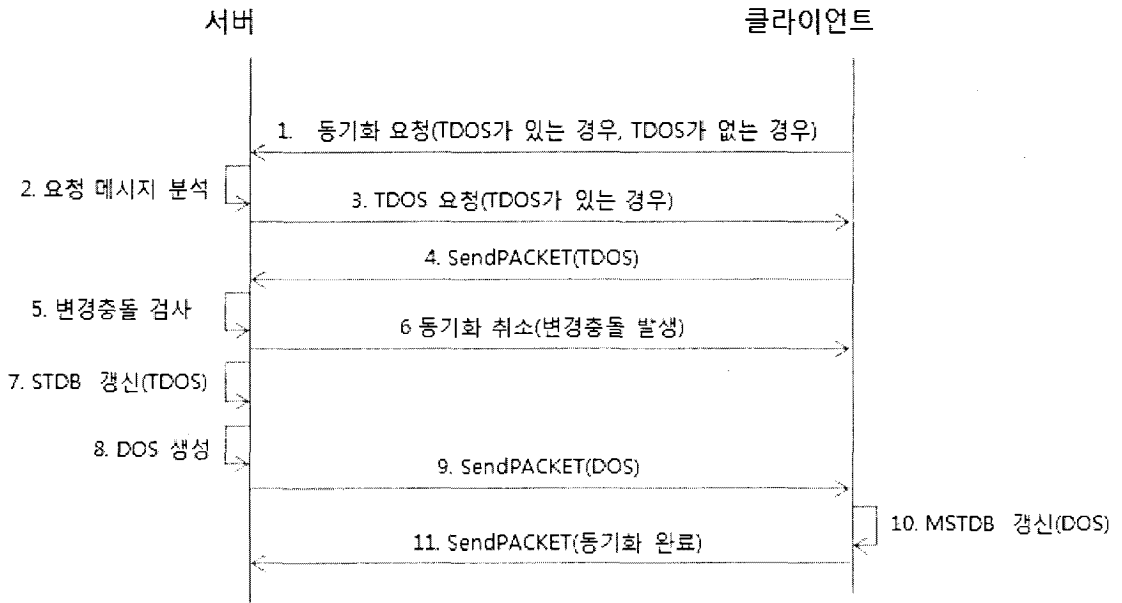 서버
클라이언트
1. 동기화 요청(TDOS가 있는 경우, TDOS가 없는 경우)
2. 요청 메시지 분석
3. TDOS 요청(TDOS가 있는 경우)
4. SendPACKET(TDOS)
5. 변경충돌 검사
6 동기화 취소(변경충돌 발생)
7. STDB 갱신(TDOS)
8. DOS 생성
9. SendPACKET(DOS)
10. MSTDB 갱신(DOS)
11. SendPACKET(동기화 완료)